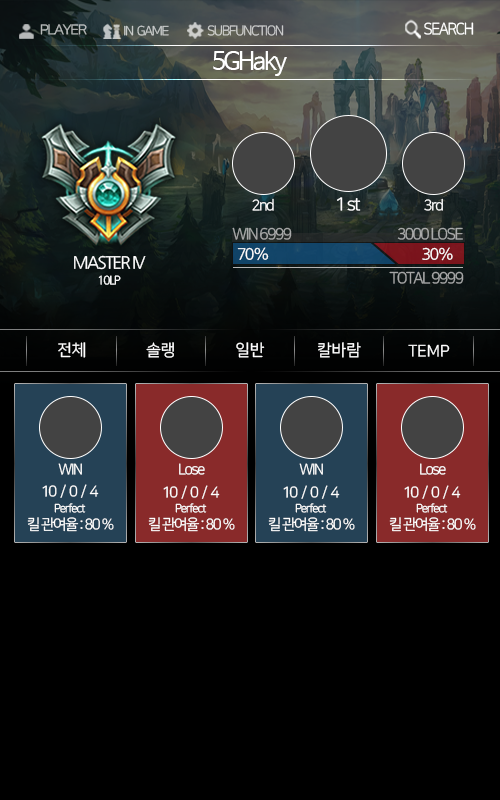 PLAYER IN GAME SUBFUNCTION SEARCH
5GHaky
2nd 1 st 3rd
WIN 6999 3000 LOSE
70% 30%
TOTAL 9999
MASTER IV
10LP
전체 솔랭 일반 칼바람 TEMP
WIN Lose WIN Lose
10 / 0 / 4 10 / 0 / 4 10 / 0 / 4 10 / 0 / 4
Perfect Perfect Perfect Perfect
킬 관여율 : 80 % 킬 관여율 : 80 % 킬 관여율 : 80 % 킬 관여율 : 80 %